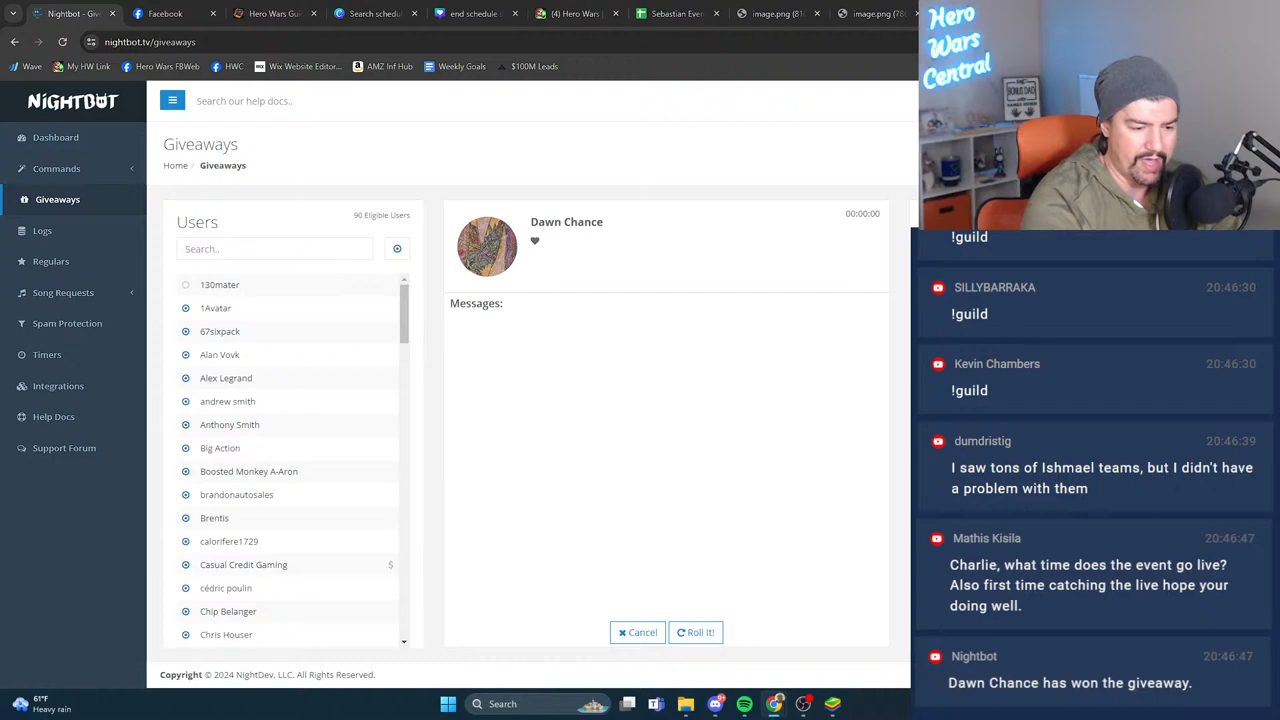 Nightbot - Giveaways
Facebook
Hero Wars Gui
Search schedule
end schedule
(4) Hero Wars |
Sebastian Even
image.png (81
image.png (78
nightbot.tv/giveaways
Wave
My HW Link
Hero Wars FBWeb
HWC
Wix Website Editor...
AMZ Inf Hub
Weekly Goals
$100M Leads
NIGHTBOT
Search our help docs..
Dashboard
Commands
Giveaways
Logs
Regulars
Song Requests
Spam Protection
Timers
Integrations
Help Docs
Support Forum
Giveaways
Home
Giveaways
Users
90 Eligible Users
Search..
130mater
1Avatar
67sixpack
Alan Vovk
Alex Legrand
andrew smith
Anthony Smith
Big Action
Boosted Monkey A-Aron
brandonautosales
Brentis
calorifere1729
Casual Credit Gaming
$
cédric poulin
Chip Belanger
Chris Houser
Dawn Chance
00:00:00
Messages:
Cancel
Roll It!
Copyright © 2024 NightDev, LLC. All Rights Reserved.
Hero
Wars
Central
BONUS DAD
!guild
SILLYBARRAKA
20:46:30
!guild
Kevin Chambers
20:46:30
!guild
dumdristig
20:46:39
I saw tons of Ishmael teams, but I didn't have
a problem with them
Mathis Kisila
20:46:47
Charlie, what time does the event go live?
Also first time catching the live hope your
doing well.
Nightbot
20:46:47
Dawn Chance has won the giveaway.
61°F
Heavy rain
Search